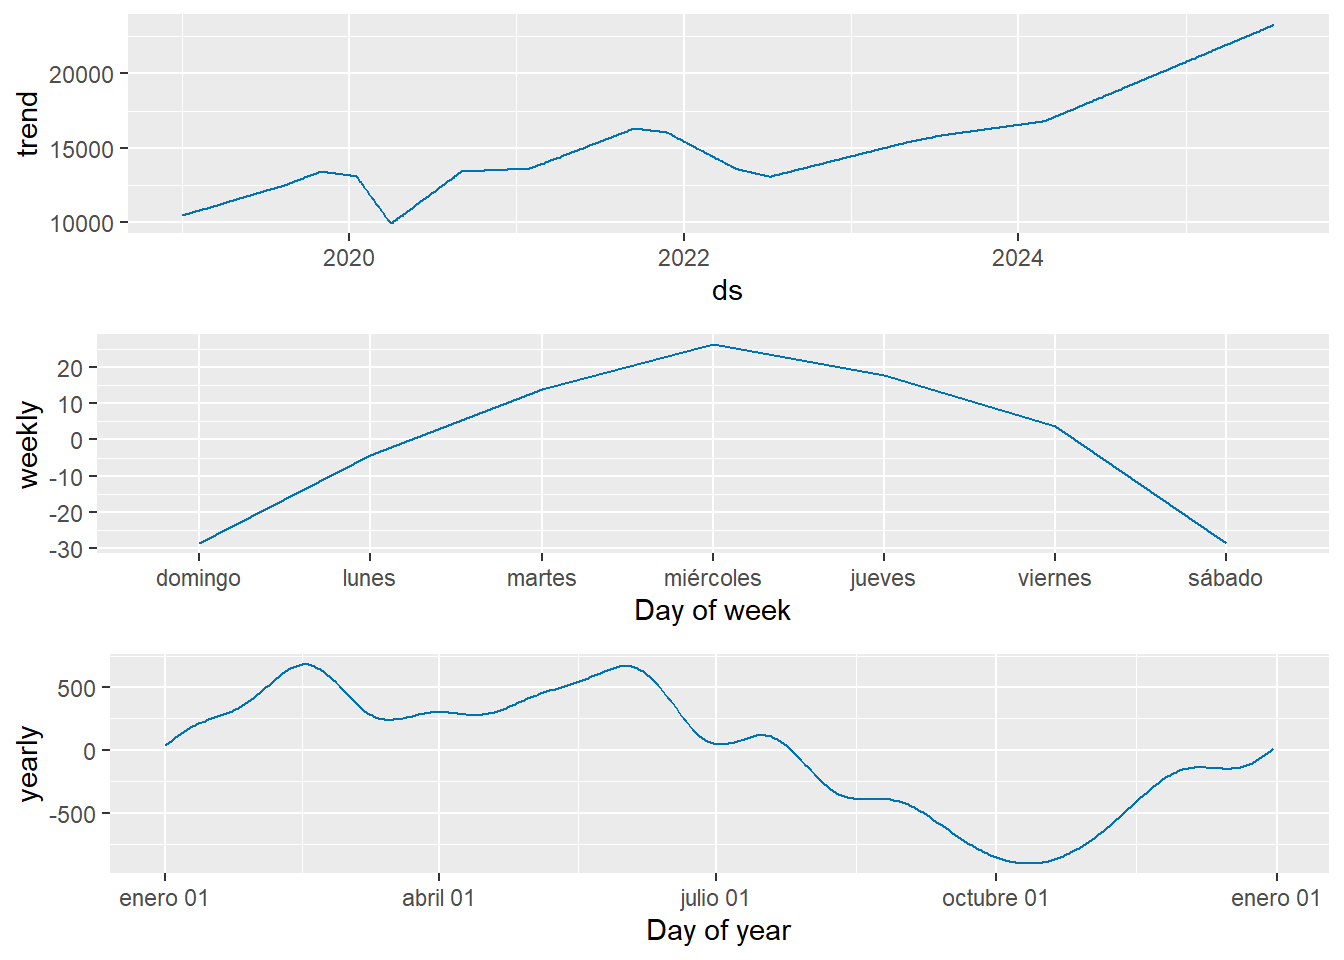 trend
20000
15000
10000
2020 2022 2024
ds
weekly
20
10
0
-10
-20
-30
domingo lunes martes miércoles jueves viernes sábado
Day of week
yearly
500
0
-500
enero 01 abril 01 julio 01 octubre 01 enero 01
Day of year